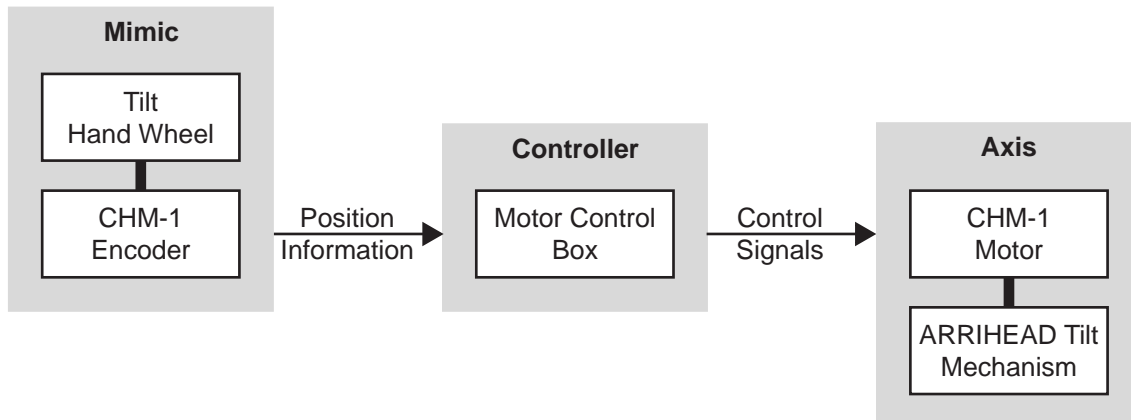 Mimic
Tilt
Hand Wheel
CHM-1
Encoder
Position
Information
Controller
Motor Control
Box
Control
Signals
Axis
CHM-1
Motor
ARRIHEAD Tilt
Mechanism